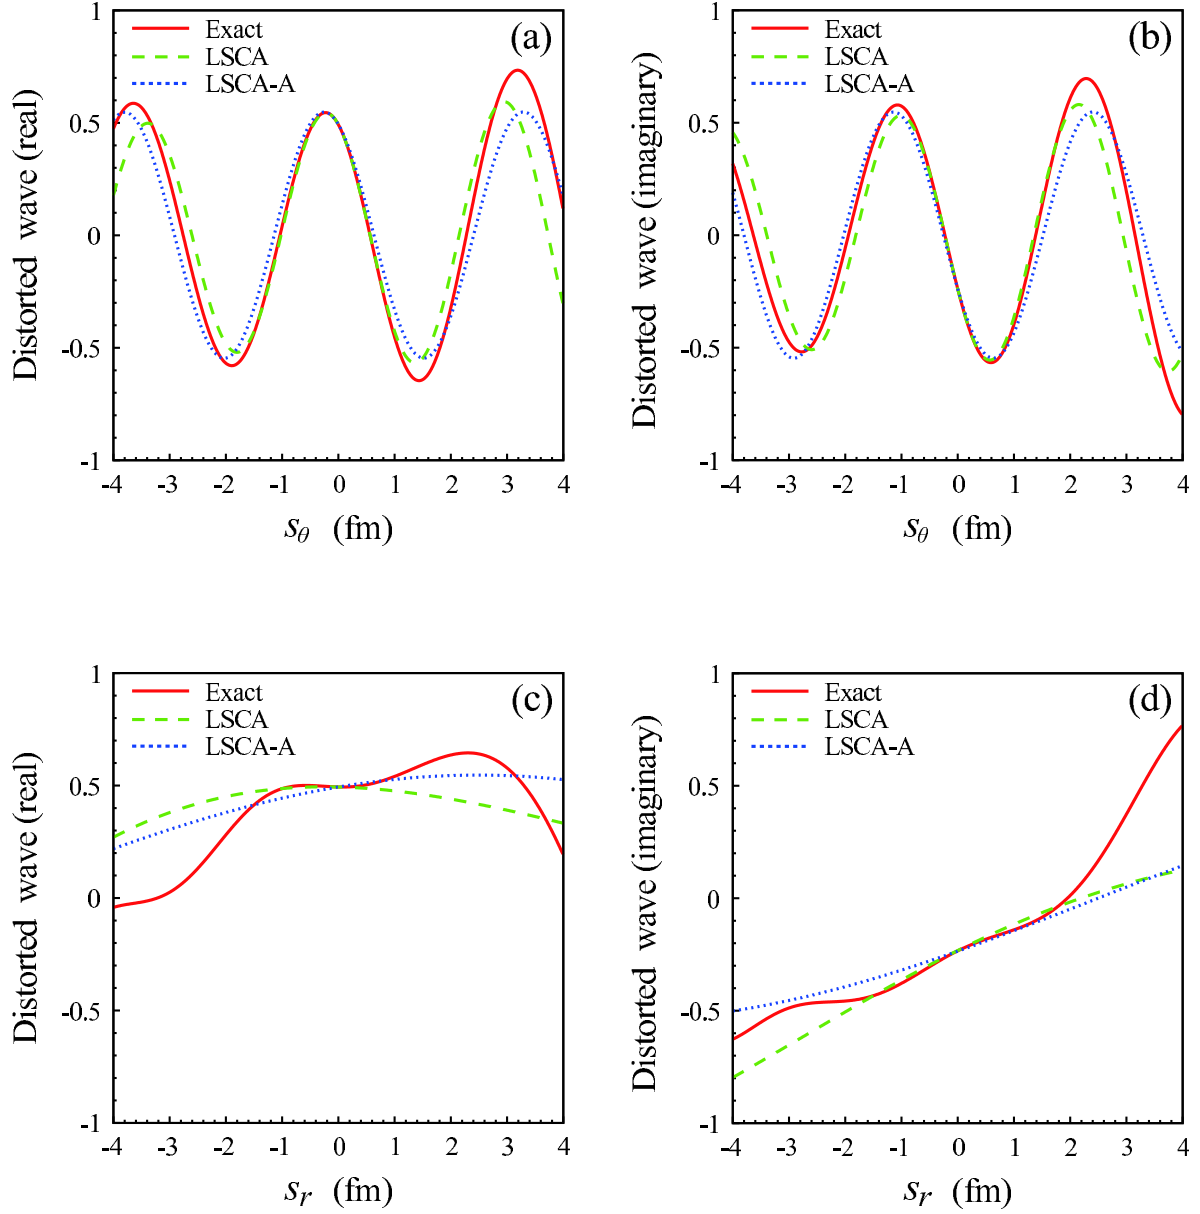 Distorted wave (real)
1
0.5
0
-0.5
-1
Exact
LSCA
LSCA-A
(a)
-4 -3 -2 -1 0 1 2 3 4
sθ (fm)
Distorted wave (imaginary)
1
0.5
0
-0.5
-1
Exact
LSCA
LSCA-A
(b)
-4 -3 -2 -1 0 1 2 3 4
sθ (fm)
Distorted wave (real)
1
0.5
0
-0.5
-1
Exact
LSCA
LSCA-A
(c)
-4 -3 -2 -1 0 1 2 3 4
sr (fm)
Distorted wave (imaginary)
1
0.5
0
-0.5
-1
Exact
LSCA
LSCA-A
(d)
-4 -3 -2 -1 0 1 2 3 4
sr (fm)